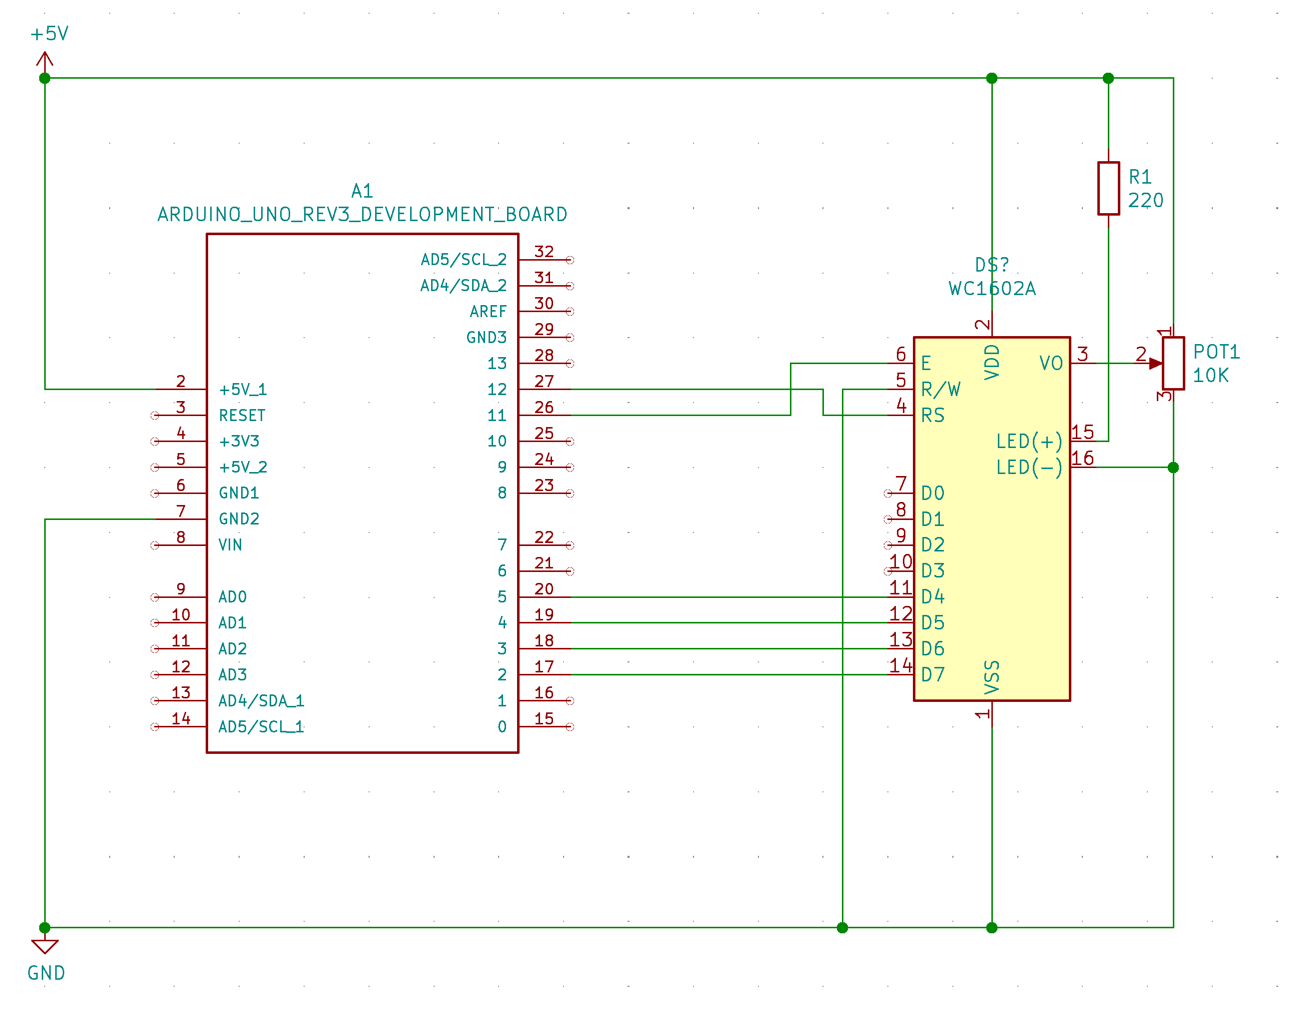 +5V
A1
ARDUINO_UNO_REV3_DEVELOPMENT_BOARD
2 +5V_1
3 RESET
4 +3V3
5 +5V_2
6 GND1
7 GND2
8 VIN
9 AD0
10 AD1
11 AD2
12 AD3
13 AD4/SDA_1
14 AD5/SCL_1
AD5/SCL_2 32
AD4/SDA_2 31
AREF 30
GND3 29
13 28
12 27
11 26
10 25
9 24
8 23
7 22
6 21
5 20
4 19
3 18
2 17
1 16
0 15
DS?
WC1602A
2 VDD
6 E
5 R/W
4 RS
7 D0
8 D1
9 D2
10 D3
11 D4
12 D5
13 D6
14 D7
VO 3
LED(+) 15
LED(-) 16
VSS 1
R1
220
1
2
3
POT1
10K
GND